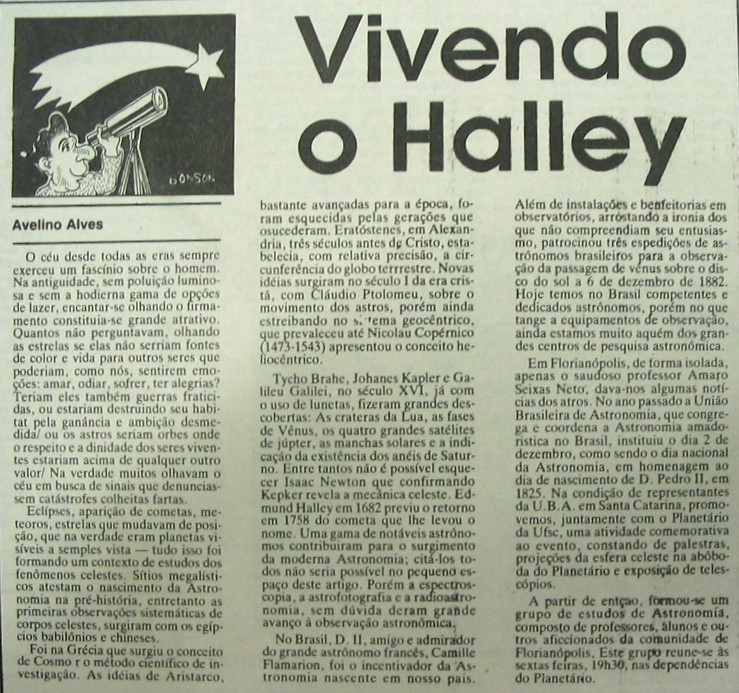 Vivendo
o Halley
DONSON
Avelino Alves
O céu desde todas as eras sempre
exerceu um fascínio sobre o homem.
Na antiguidade, sem poluição lumino-
sa e sem a hodierna gama de opções
de lazer, encantar-se olhando o firma-
mento constituia-se grande atrativo.
Quantos não perguntavam, olhando
as estrelas se elas não serriam fontes
de color e vida para outros seres que
poderiam, como nós, sentirem emo-
ções: amar, odiar, sofrer, ter alegrias?
Teriam eles também guerras fratici-
das, ou estariam destruindo seu habi-
tat pela ganância e ambição desme-
dida/ ou os astros seriam orbes onde
o respeito e a dinidade dos seres viven-
tes estariam acima de qualquer outro
valor/ Na verdade muitos olhavam o
céu em busca de sinais que denuncias-
sem catástrofes colheitas fartas.
Eclípses, aparição de cometas, me-
teoros, estrelas que mudavam de posi-
ção, que na verdade eram planetas vi-
síveis a semples vista — tudo isso foi
formando um contexto de estudos dos
fenômenos celestes. Sítios megalísti-
cos atestam o nascimento da Astro-
nomia na pré-história, entretanto as
primeiras observações sistemáticas de
corpos celestes, surgiram com os egíp-
cios babilônios e chineses.
Foi na Grécia que surgiu o conceito
de Cosmo r o método científico de in-
vestigação. As idéias de Aristarco,
bastante avançadas para a época, fo-
ram esquecidas pelas gerações que
osucederam. Eratóstenes, em Alexan-
dria, três séculos antes de Cristo, esta-
belecia, com relativa precisão, a cir-
cunferência do globo terrrestre. Novas
idéias surgiram no século I da era cris-
tã, com Cláudio Ptolomeu, sobre o
movimento dos astros, porém ainda
estreibando no s. 'ema geocêntrico,
que prevaleceu até Nicolau Copérnico
(1473-1543) apresentou o conceito he-
liocêntrico.
Tycho Brahe, Johanes Kapler e Ga-
lileu Galilei, no século XVI, já com
o uso de lunetas, fizeram grandes des-
cobertas: As crateras da Lua, as fases
de Vênus, os quatro grandes satélites
de júpter, as manchas solares e a indi-
cação da existência dos anéis de Satur-
no. Entre tantos não é possível esque-
cer Isaac Newton que confirmando
Kepker revela a mecânica celeste. Ed-
mund Halley em 1682 previu o retorno
em 1758 do cometa que lhe levou o
nome. Uma gama de notáveis astrôno-
mos contribuiram para o surgimento
da moderna Astronomia; citá-los to-
dos não seria possível no pequeno es-
paço deste artigo. Porém a espectros-
copia, a astrofotografia e a radioastro-
nomia, sem dúvida deram grande
avanço à observação astronômica.
No Brasil, D. II, amigo e admirador
do grande astrônomo francês, Camille
Flamarion, foi o incentivador da As-
tronomia nascente em nosso país.
Além de instalações e benfeitorias em
observatórios, arrostando a ironia dos
que não compreendiam seu entusias-
mo, patrocinou três espedições de as-
trônomos brasileiros para a observa-
ção da passagem de vênus sobre o dis-
co do sol a 6 de dezembro de 1882.
Hoje temos no Brasil competentes e
dedicados astrônomos, porém no que
tange a equipamentos de observação,
ainda estamos muito aquém dos gran-
des centros de pesquisa astronômica.
Em Florianópolis, de forma isolada,
apenas o saudoso professor Amaro
Seixas Neto, dava-nos algumas notí-
cias dos atros. No ano passado a União
Brasileira de Astronomia, que congre-
ga e coordena a Astronomia amado-
rística no Brasil, instituiu o dia 2 de
dezembro, como sendo o dia nacional
da Astronomia, em homenagem ao
dia de nascimento de D. Pedro II, em
1825. Na condição de representantes
da U.B.A. em Santa Catarina, promo-
vemos, juntamente com o Planetário
da Ufsc, uma atividade comemorativa
ao evento, constando de palestras,
projeções da esfera celeste na abóbo-
da do Planetário e exposição de teles-
cópios.
A partir de entçao, formou-se um
grupo de estudos de Astronomia,
composto de professores, àlunos e ou-
tros aficcionados da comunidade de
Florianópolis, Este grupo reune-se às
sextas feiras, 19h30, nas dependências
do Planetário.